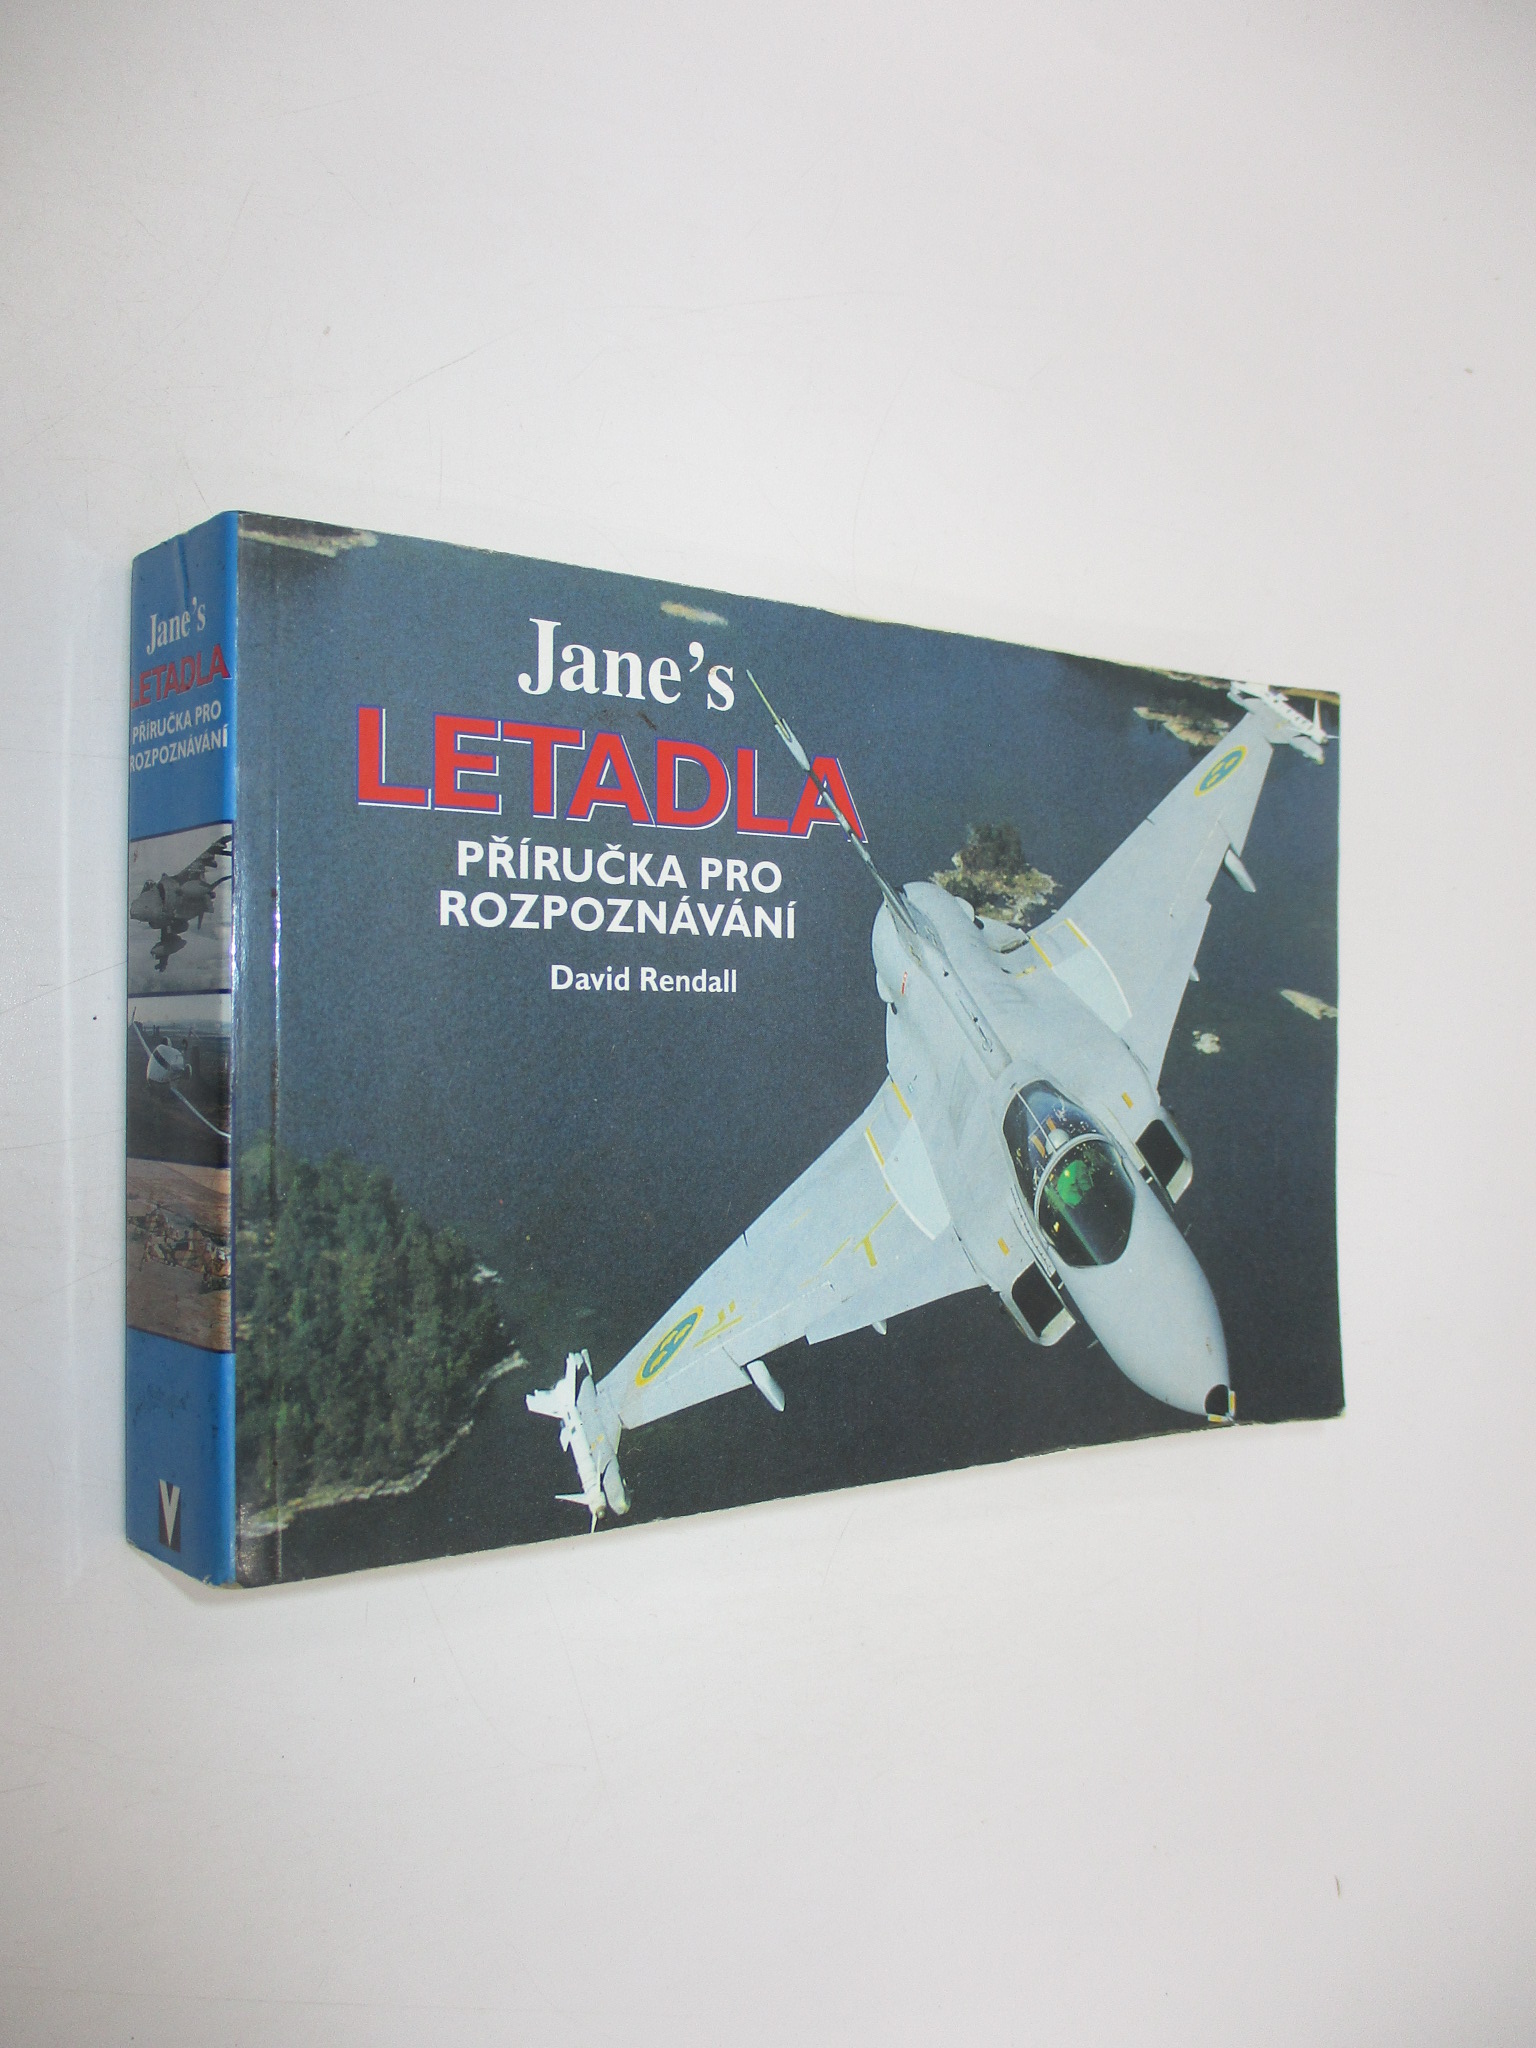 Jane's
LETADLA
PŘÍRUČKA PRO
ROZPOZNÁVÁNÍ
Jane's
LETADLA
PŘÍRUČKA PRO
ROZPOZNÁVÁNÍ
David Rendall
V